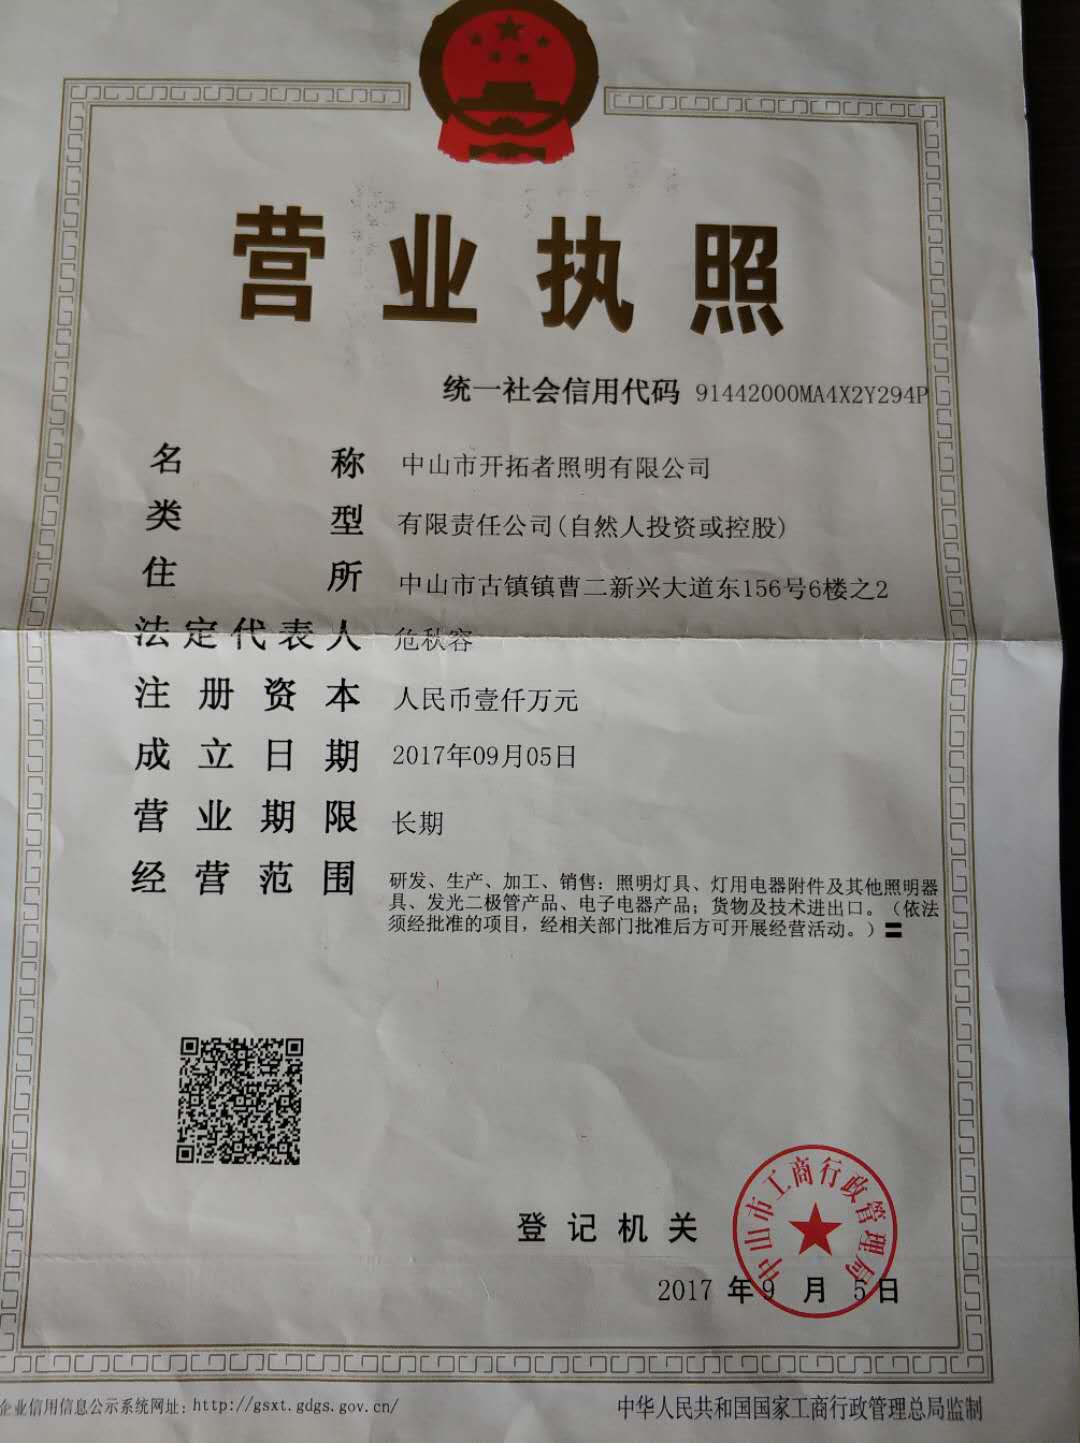 营业执照
统一社会信用代码 91442000MA4X2Y294P
名称 中山市开拓者照明有限公司
类型 有限责任公司(自然人投资或控股)
住所 中山市古镇镇曹二新兴大道东156号6楼之2
法定代表人 危秋容
注册资本 人民币壹仟万元
成立日期 2017年09月05日
营业期限 长期
经营范围 研发、生产、加工、销售：照明灯具、灯用电器附件及其他照明器
具、发光二极管产品、电子电器产品；货物及技术进出口。（依法
须经批准的项目，经相关部门批准后方可开展经营活动。）〓
登记机关
中山市工商行政管理局
2017 年 9 月 5 日
企业信用信息公示系统网址：http://gsxt.gdgs.gov.cn/
中华人民共和国国家工商行政管理总局监制